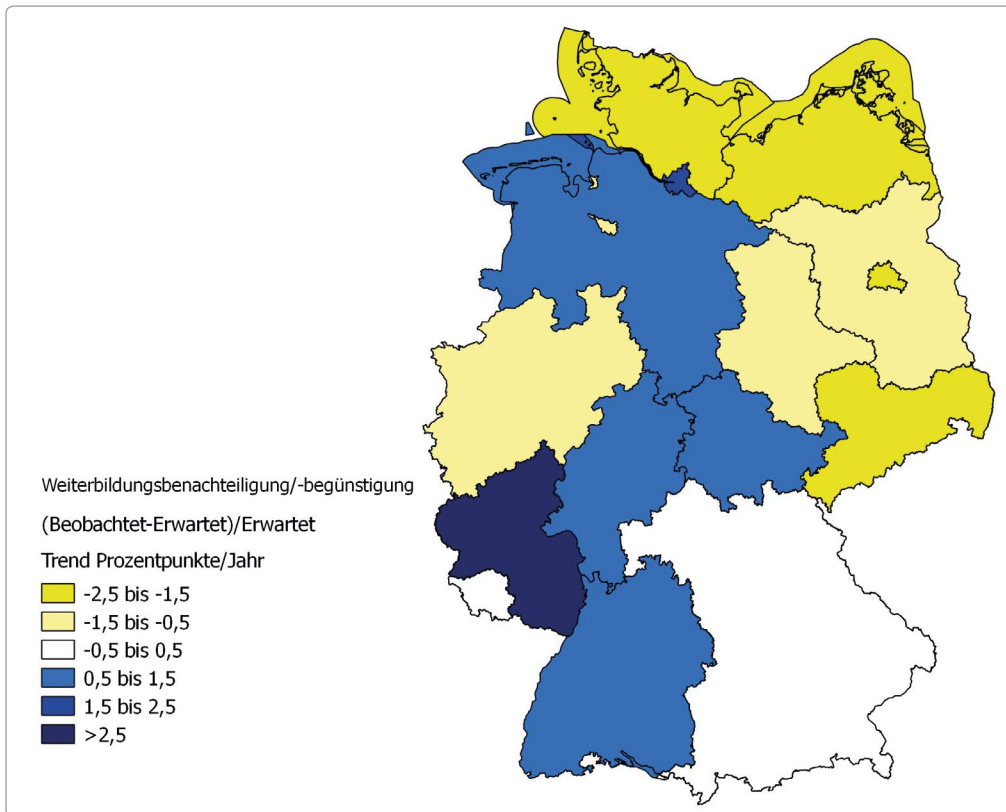 Weiterbildungsbenachteiligung/-begünstigung
(Beobachtet-Erwartet)/Erwartet
Trend Prozentpunkte/Jahr
-2,5 bis -1,5
-1,5 bis -0,5
-0,5 bis 0,5
0,5 bis 1,5
1,5 bis 2,5
>2,5